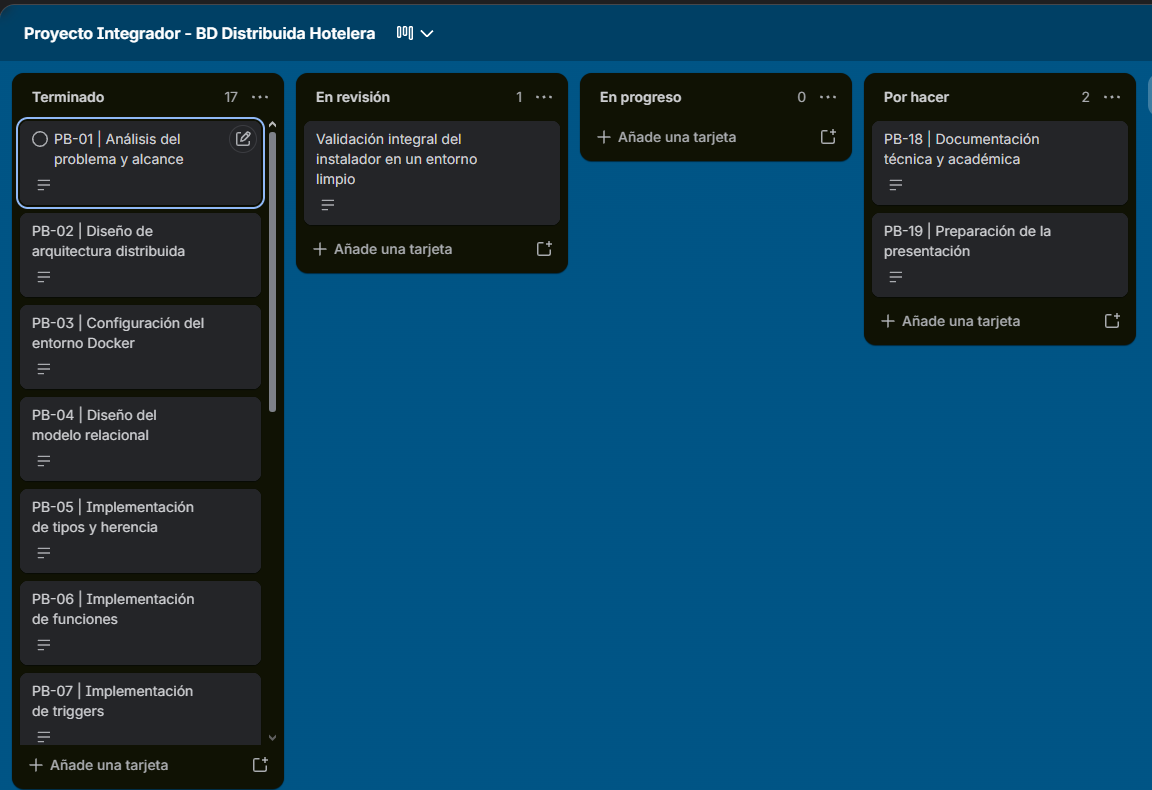 Proyecto Integrador - BD Distribuida Hotelera
Terminado 17
PB-01 | Análisis del
problema y alcance
PB-02 | Diseño de
arquitectura distribuida
PB-03 | Configuración del
entorno Docker
PB-04 | Diseño del
modelo relacional
PB-05 | Implementación
de tipos y herencia
PB-06 | Implementación
de funciones
PB-07 | Implementación
de triggers
Añade una tarjeta
En revisión 1
Validación integral del
instalador en un entorno
limpio
Añade una tarjeta
En progreso 0
Añade una tarjeta
Por hacer 2
PB-18 | Documentación
técnica y académica
PB-19 | Preparación de la
presentación
Añade una tarjeta